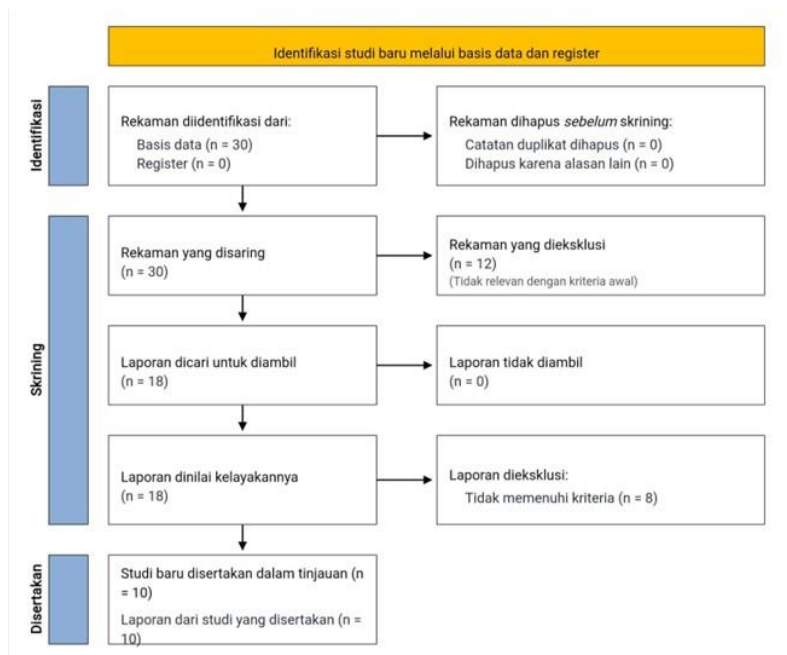 Identifikasi studi baru melalui basis data dan register
Identifikasi
Rekaman diidentifikasi dari:
Basis data (n = 30)
Register (n = 0)
Rekaman dihapus sebelum skrining:
Catatan duplikat dihapus (n = 0)
Dihapus karena alasan lain (n = 0)
Skrining
Rekaman yang disaring
(n = 30)
Rekaman yang dieksklusi
(n = 12)
(Tidak relevan dengan kriteria awal)
Laporan dicari untuk diambil
(n = 18)
Laporan tidak diambil
(n = 0)
Laporan dinilai kelayakannya
(n = 18)
Laporan dieksklusi:
Tidak memenuhi kriteria (n = 8)
Disertakan
Studi baru disertakan dalam tinjauan (n
= 10)
Laporan dari studi yang disertakan (n =
10)